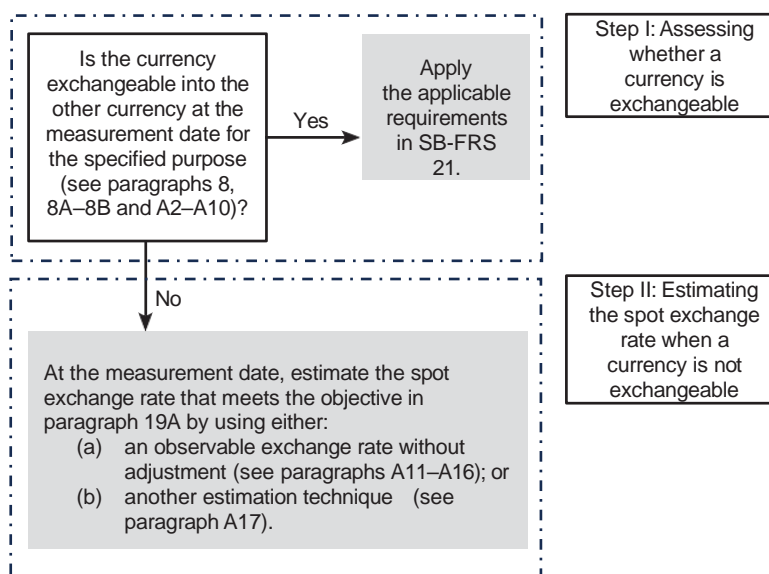 Is the currency
exchangeable into the
other currency at the
measurement date for
the specified purpose
(see paragraphs 8,
8A–8B and A2–A10)?
Yes
Apply
the applicable
requirements
in SB-FRS
21.
Step I: Assessing
whether a
currency is
exchangeable
No
At the measurement date, estimate the spot
exchange rate that meets the objective in
paragraph 19A by using either:
(a) an observable exchange rate without
adjustment (see paragraphs A11–A16); or
(b) another estimation technique (see
paragraph A17).
Step II: Estimating
the spot exchange
rate when a
currency is not
exchangeable